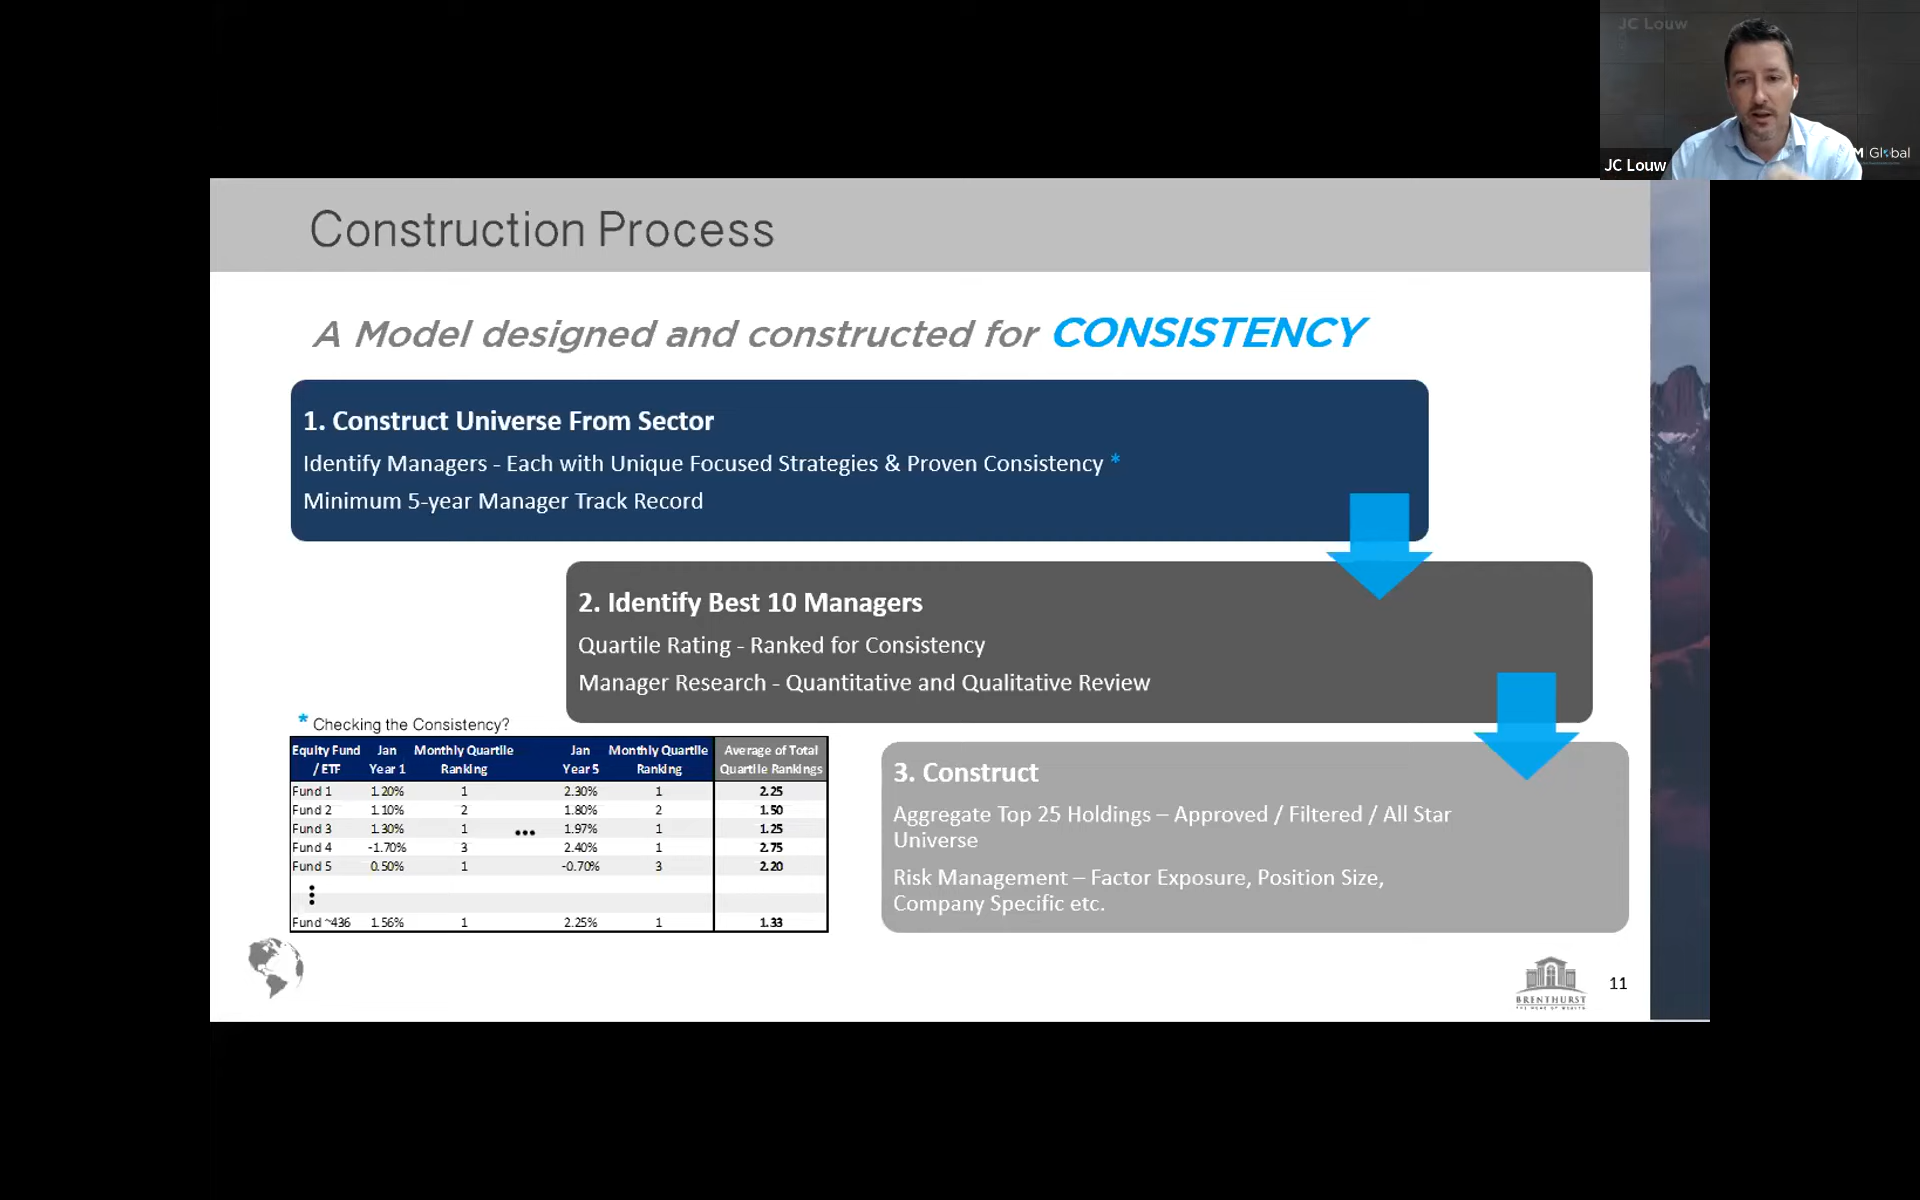 JC Louw
JC Louw
M Global
Construction Process
A Model designed and constructed for CONSISTENCY
1. Construct Universe From Sector
Identify Managers - Each with Unique Focused Strategies & Proven Consistency *
Minimum 5-year Manager Track Record
2. Identify Best 10 Managers
Quartile Rating - Ranked for Consistency
Manager Research - Quantitative and Qualitative Review
* Checking the Consistency?
Equity Fund Jan Monthly Quartile Jan Monthly Quartile Average of Total
/ ETF Year 1 Ranking Year 5 Ranking Quartile Rankings
Fund 1 1.20% 1 2.30% 1 2.25
Fund 2 1.10% 2 1.80% 2 1.50
Fund 3 1.30% 1 ... 1.97% 1 1.25
Fund 4 -1.70% 3 2.40% 1 2.75
Fund 5 0.50% 1 -0.70% 3 2.20
Fund ~436 1.56% 1 2.25% 1 1.33
3. Construct
Aggregate Top 25 Holdings – Approved / Filtered / All Star
Universe
Risk Management – Factor Exposure, Position Size,
Company Specific etc.
BRENTHURST
THE HOME OF WEALTH
11